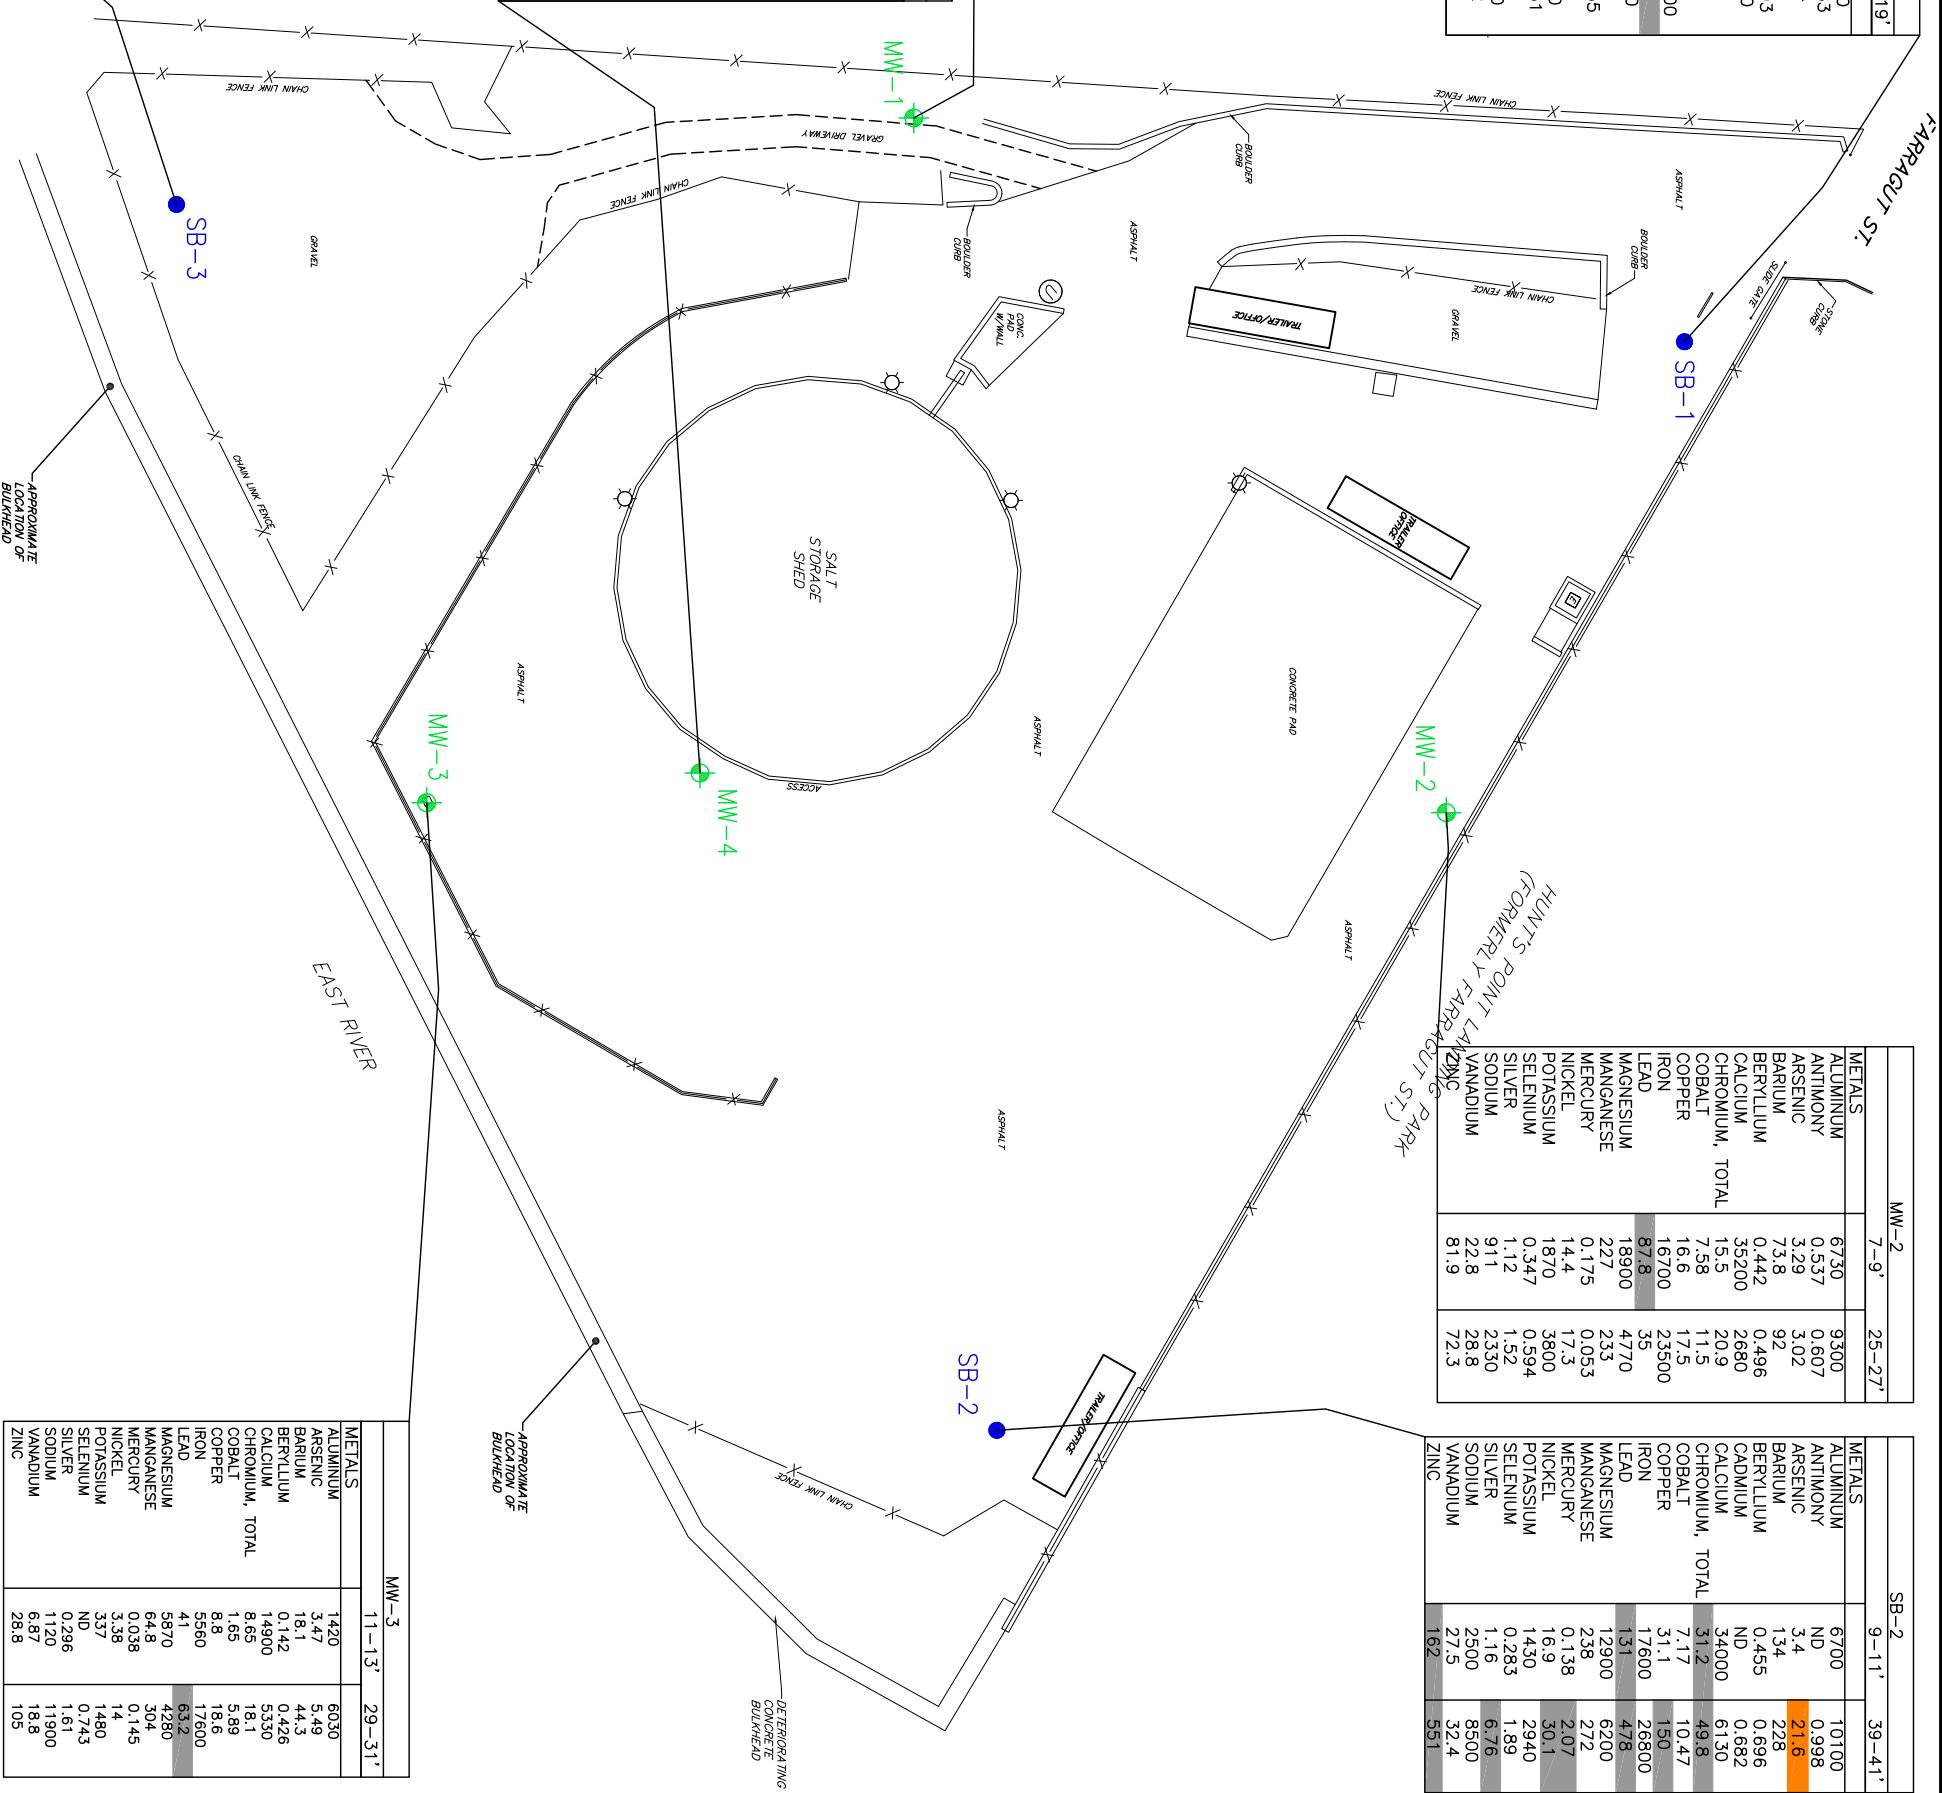 FARRAGUT ST.
SLIDE GATE
STONE
CURB
SB-1
ASPHALT
BOULDER
CURB
CHAIN LINK FENCE
GRAVEL
TRAILER/OFFICE
CHAIN LINK FENCE
BOULDER
CURB
ASPHALT
BOULDER
CURB
MW-1
GRAVEL DRIVEWAY
CHAIN LINK FENCE
CHAIN LINK FENCE
SB-3
GRAVEL
CHAIN LINK FENCE
CONC.
PAD
W/WALL
U
SALT
STORAGE
SHED
ACCESS
TRAILER
OFFICE
E
CONCRETE PAD
ASPHALT
ASPHALT
MW-2
MW-3
MW-4
ASPHALT
ASPHALT
HUNT'S POINT LANDING PARK
(FORMERLY FARRAGUT ST.)
EAST RIVER
APPROXIMATE
LOCATION OF
BULKHEAD
APPROXIMATE
LOCATION OF
BULKHEAD
SB-2
TRAILER/OFFICE
CHAIN LINK FENCE
DETERIORATING
CONCRETE
BULKHEAD
MW-2
7-9' 25-27'
METALS
ALUMINUM 6730 9300
ANTIMONY 0.537 0.607
ARSENIC 3.29 3.02
BARIUM 73.8 92
BERYLLIUM 0.442 0.496
CALCIUM 35200 2680
CHROMIUM, TOTAL 15.5 20.9
COBALT 7.58 11.5
COPPER 16.6 17.5
IRON 16700 23500
LEAD 87.8 35
MAGNESIUM 18900 4770
MANGANESE 227 233
MERCURY 0.175 0.053
NICKEL 14.4 17.3
POTASSIUM 1870 3800
SELENIUM 0.347 0.594
SILVER 1.12 1.52
SODIUM 911 2330
VANADIUM 22.8 28.8
ZINC 81.9 72.3
SB-2
9-11' 39-41'
METALS
ALUMINUM 6700 10100
ANTIMONY ND 0.998
ARSENIC 3.4 21.6
BARIUM 134 228
BERYLLIUM 0.455 0.696
CADMIUM ND 0.682
CALCIUM 34000 6130
CHROMIUM, TOTAL 31.2 49.8
COBALT 7.17 10.47
COPPER 31.1 150
IRON 17600 26800
LEAD 131 478
MAGNESIUM 12900 6200
MANGANESE 238 272
MERCURY 0.138 2.07
NICKEL 16.9 30.1
POTASSIUM 1430 2940
SELENIUM 0.283 1.89
SILVER 1.16 6.76
SODIUM 2500 8500
VANADIUM 27.5 32.4
ZINC 162 551
MW-3
11-13' 29-31'
METALS
ALUMINUM 1420 6030
ARSENIC 3.47 5.49
BARIUM 18.1 44.3
BERYLLIUM 0.142 0.426
CALCIUM 14900 5330
CHROMIUM, TOTAL 8.65 18.1
COBALT 1.65 5.89
COPPER 8.8 18.6
IRON 5560 17600
LEAD 41 63.2
MAGNESIUM 5870 4280
MANGANESE 64.8 304
MERCURY 0.038 0.145
NICKEL 3.38 14
POTASSIUM 337 1480
SELENIUM ND 0.743
SILVER 0.296 1.61
SODIUM 1120 11900
VANADIUM 6.87 18.8
ZINC 28.8 105